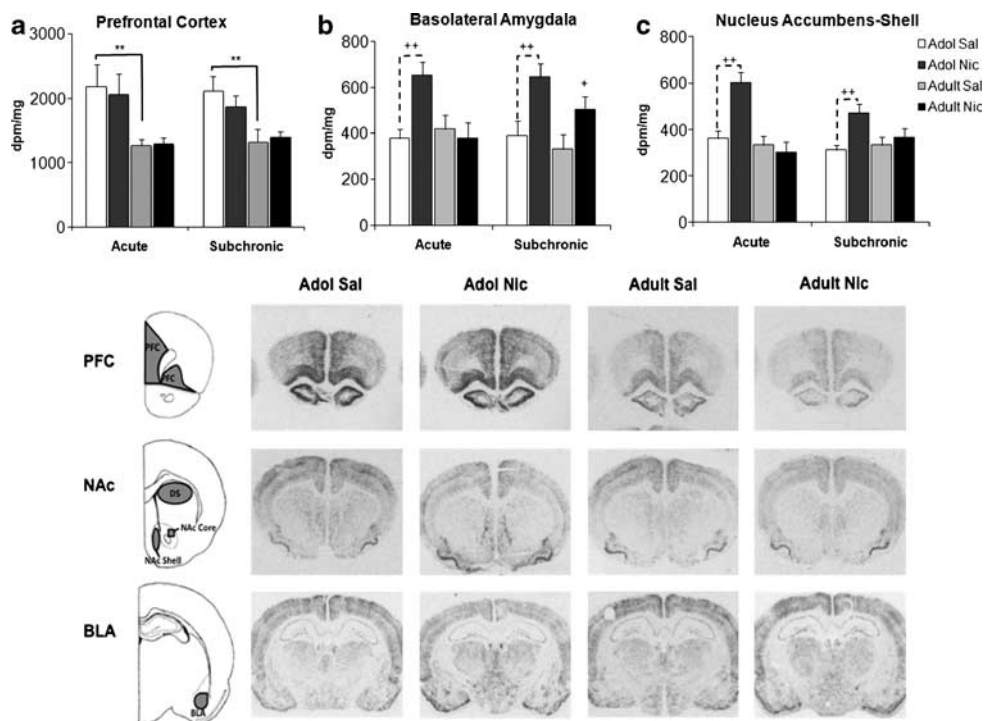 a Prefrontal Cortex
3000
2000
1000
0
dpm/mg
**
**
Acute Subchronic
b Basolateral Amygdala
800
600
400
200
0
dpm/mg
++
++
+
Acute Subchronic
c Nucleus Accumbens-Shell
800
600
400
200
0
dpm/mg
++
++
Acute Subchronic
Adol Sal
Adol Nic
Adult Sal
Adult Nic
Adol Sal Adol Nic Adult Sal Adult Nic
PFC
PFC
PFC
NAc
DS
NAc Core
NAc Shell
BLA
BLA